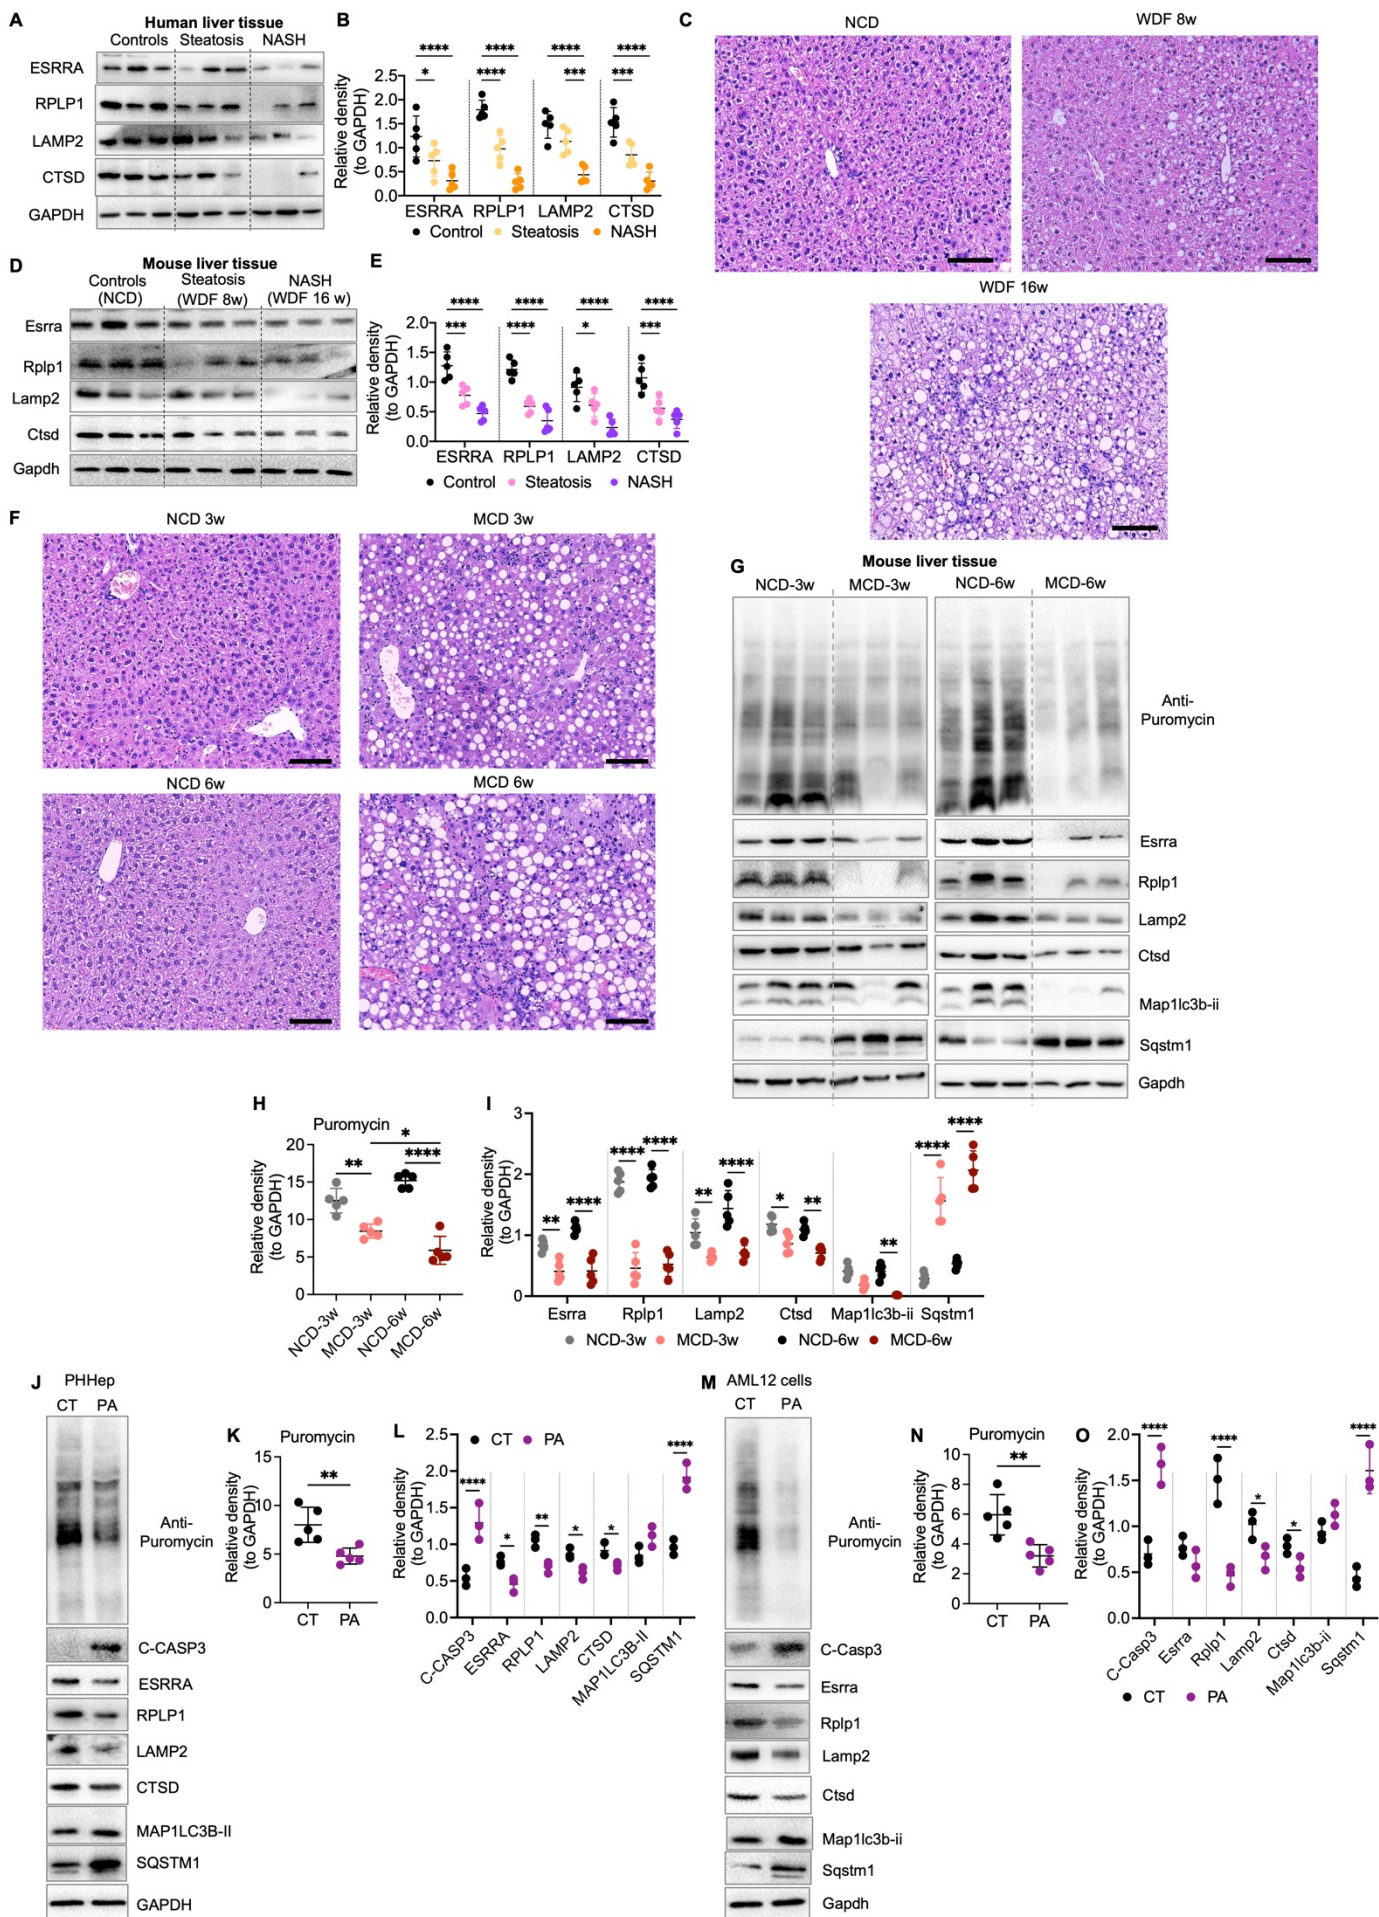 A
Human liver tissue
Controls Steatosis NASH
ESRRA
RPLP1
LAMP2
CTSD
GAPDH
B
**** **** **** ****
* **** *** ***
Relative density
(to GAPDH)
2.5
2.0
1.5
1.0
0.5
0.0
ESRRA RPLP1 LAMP2 CTSD
Control Steatosis NASH
C
NCD
WDF 8w
WDF 16w
D
Mouse liver tissue
Controls Steatosis NASH
(NCD) (WDF 8w) (WDF 16 w)
Esrra
Rplp1
Lamp2
Ctsd
Gapdh
E
**** **** **** ****
*** **** * ***
Relative density
(to GAPDH)
2.0
1.5
1.0
0.5
0.0
ESRRA RPLP1 LAMP2 CTSD
Control Steatosis NASH
F
NCD 3w
MCD 3w
NCD 6w
MCD 6w
G
Mouse liver tissue
NCD-3w MCD-3w NCD-6w MCD-6w
Anti-
Puromycin
Esrra
Rplp1
Lamp2
Ctsd
Map1lc3b-ii
Sqstm1
Gapdh
H
Puromycin
*
** ****
Relative density
(to GAPDH)
20
15
10
5
0
NCD-3w
MCD-3w
NCD-6w
MCD-6w
I
** **** **** **** ** **** * ** ** **** ****
Relative density
(to GAPDH)
3
2
1
0
Esrra Rplp1 Lamp2 Ctsd Map1lc3b-ii Sqstm1
NCD-3w MCD-3w NCD-6w MCD-6w
J
PHHep
CT PA
Anti-
Puromycin
C-CASP3
ESRRA
RPLP1
LAMP2
CTSD
MAP1LC3B-II
SQSTM1
GAPDH
K
Puromycin
**
Relative density
(to GAPDH)
15
10
5
0
CT PA
L
CT PA
**** * ** * * ****
Relative density
(to GAPDH)
2.5
2.0
1.5
1.0
0.5
0.0
C-CASP3
ESRRA
RPLP1
LAMP2
CTSD
MAP1LC3B-II
SQSTM1
M
AML12 cells
CT PA
Anti-
Puromycin
C-Casp3
Esrra
Rplp1
Lamp2
Ctsd
Map1lc3b-ii
Sqstm1
Gapdh
N
Puromycin
**
Relative density
(to GAPDH)
10
8
6
4
2
0
CT PA
O
**** **** * * ****
Relative density
(to GAPDH)
2.0
1.5
1.0
0.5
0.0
C-Casp3
Esrra
Rplp1
Lamp2
Ctsd
Map1lc3b-ii
Sqstm1
CT PA